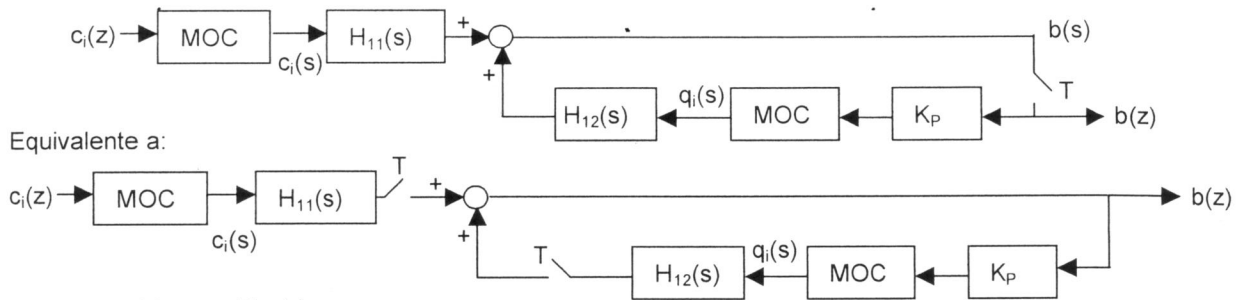 cᵢ(z) MOC cᵢ(s) H₁₁(s) + + b(s)
T
H₁₂(s) qᵢ(s) MOC K_P b(z)
Equivalente a:
cᵢ(z) MOC cᵢ(s) H₁₁(s) T + + b(z)
T H₁₂(s) qᵢ(s) MOC K_P